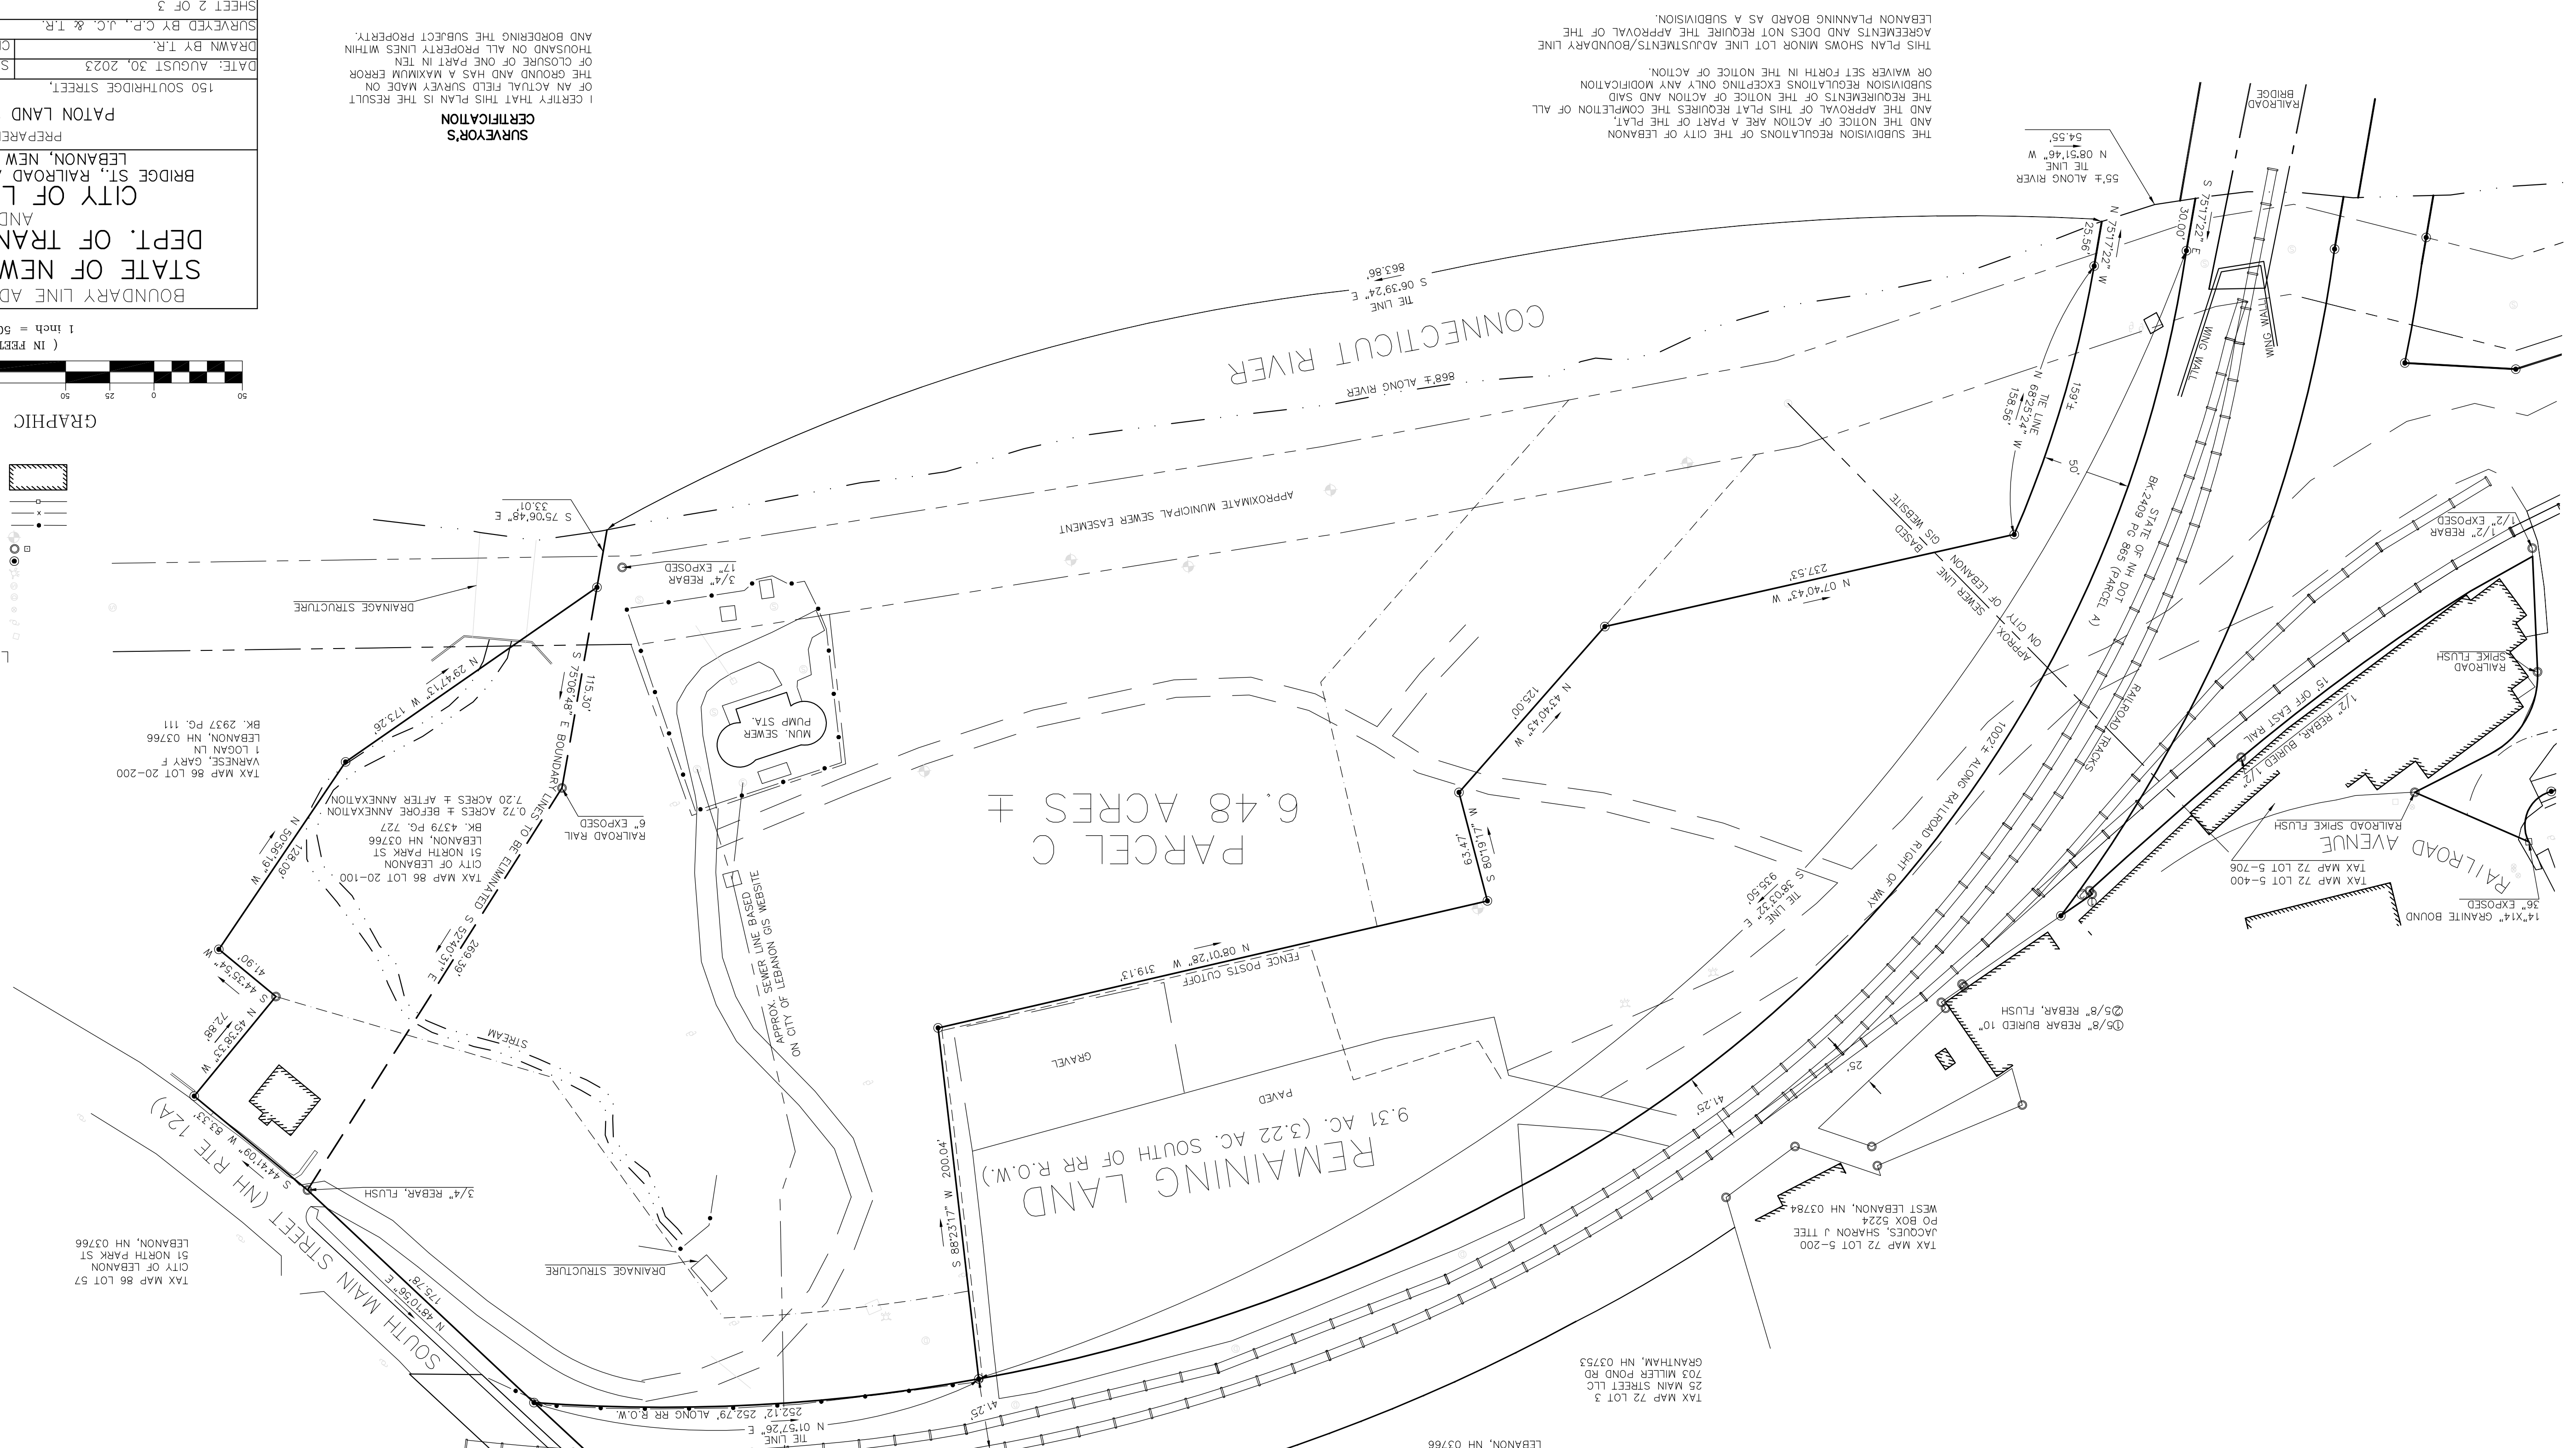 SHEET 2 OF 3
SURVEYED BY C.P., J.C. & T.R.
DRAWN BY T.R.
DATE: AUGUST 30, 2023
150 SOUTHRIDGE STREET,
PATON LAND
LEBANON, NEW
BRIDGE ST., RAILROAD
CITY OF L
AND
DEPT. OF TRAN
STATE OF NEW
BOUNDARY LINE AD
1 inch = 50
( IN FEET
50
25
0
50
50
GRAPHIC
SURVEYOR'S
CERTIFICATION
I CERTIFY THAT THIS PLAN IS THE RESULT
OF AN ACTUAL FIELD SURVEY MADE ON
THE GROUND AND HAS A MAXIMUM ERROR
OF CLOSURE OF ONE PART IN TEN
THOUSAND ON ALL PROPERTY LINES WITHIN
AND BORDERING THE SUBJECT PROPERTY.
THE SUBDIVISION REGULATIONS OF THE CITY OF LEBANON
AND THE NOTICE OF ACTION ARE A PART OF THE PLAT,
AND THE APPROVAL OF THIS PLAT REQUIRES THE COMPLETION OF ALL
THE REQUIREMENTS OF THE NOTICE OF ACTION AND SAID
SUBDIVISION REGULATIONS EXCEPTING ONLY ANY MODIFICATION
OR WAIVER SET FORTH IN THE NOTICE OF ACTION.
THIS PLAN SHOWS MINOR LOT LINE ADJUSTMENTS/BOUNDARY LINE
AGREEMENTS AND DOES NOT REQUIRE THE APPROVAL OF THE
LEBANON PLANNING BOARD AS A SUBDIVISION.
RAILROAD
BRIDGE
55'± ALONG RIVER
TIE LINE
N 08°51'46" W
54.55'
S 75°17'22" E
30.00'
N 75°17'22" W
25.56'
TIE LINE
S 06°39'24" E
863.86'
CONNECTICUT RIVER
868'± ALONG RIVER
WING WALL
WING WALL
TIE LINE
N 68°25'24" W
158.56'
159'±
50'
STATE OF NH DOT
BK.2409 PG 865 (PARCEL A)
APPROXIMATE MUNICIPAL SEWER EASEMENT
APPROX. SEWER LINE BASED
ON CITY OF LEBANON GIS WEBSITE
S 75°06'48" E
33.01'
3/4" REBAR
17" EXPOSED
DRAINAGE STRUCTURE
N 07°40'43" W
237.53'
1/2" REBAR
1/2" EXPOSED
RAILROAD
SPIKE FLUSH
N 29°47'13" W 173.26'
115.30'
S 75°06'48" E BOUNDARY LINES TO BE ELIMINATED S 52°40'31" E
269.39'
MUN. SEWER
PUMP STA.
N 43°40'43" W
125.00'
15' OFF EAST RAIL
1/2" REBAR, BURIED 1/2"
RAILROAD TRACKS
TAX MAP 86 LOT 20-200
VARNESE, GARY F
1 LOGAN LN
LEBANON, NH 03766
BK. 2937 PG. 111
TAX MAP 86 LOT 20-100
CITY OF LEBANON
51 NORTH PARK ST
LEBANON, NH 03766
BK. 4379 PG. 727
0.72 ACRES ± BEFORE ANNEXATION
7.20 ACRES ± AFTER ANNEXATION
RAILROAD RAIL
6" EXPOSED
PARCEL C
6.48 ACRES ±
S 80°19'17" W
63.47'
TIE LINE
S 38°03'32" E
935.50'
1002'± ALONG RAILROAD RIGHT OF WAY
RAILROAD SPIKE FLUSH
RAILROAD AVENUE
TAX MAP 72 LOT 5-400
TAX MAP 72 LOT 5-706
14"X14" GRANITE BOUND
36" EXPOSED
N 50°56'19" W
128.09'
S 44°35'54" W
41.90'
N 45°38'33" W
72.88'
STREAM
APPROX. SEWER LINE BASED
ON CITY OF LEBANON GIS WEBSITE
N 08°01'28" W 319.13'
FENCE POSTS CUTOFF
GRAVEL
PAVED
①5/8" REBAR BURIED 10"
②5/8" REBAR, FLUSH
25'
41.25'
REMAINING LAND
9.31 AC. (3.22 AC. SOUTH OF RR R.O.W.)
S 44°41'09" W 83.33'
3/4" REBAR, FLUSH
SOUTH MAIN STREET (NH RTE 12A)
S 88°23'17" W 200.04'
TAX MAP 72 LOT 5-200
JACQUES, SHARON J TTEE
PO BOX 5224
WEST LEBANON, NH 03784
TAX MAP 86 LOT 57
CITY OF LEBANON
51 NORTH PARK ST
LEBANON, NH 03766
DRAINAGE STRUCTURE
N 48°10'56" E
175.78'
TAX MAP 72 LOT 3
25 MAIN STREET LLC
703 MILLER POND RD
GRANTHAM, NH 03753
TIE LINE
N 01°57'26" E
252.12' 252.79' ALONG RR R.O.W.
41.25'
LEBANON, NH 03766